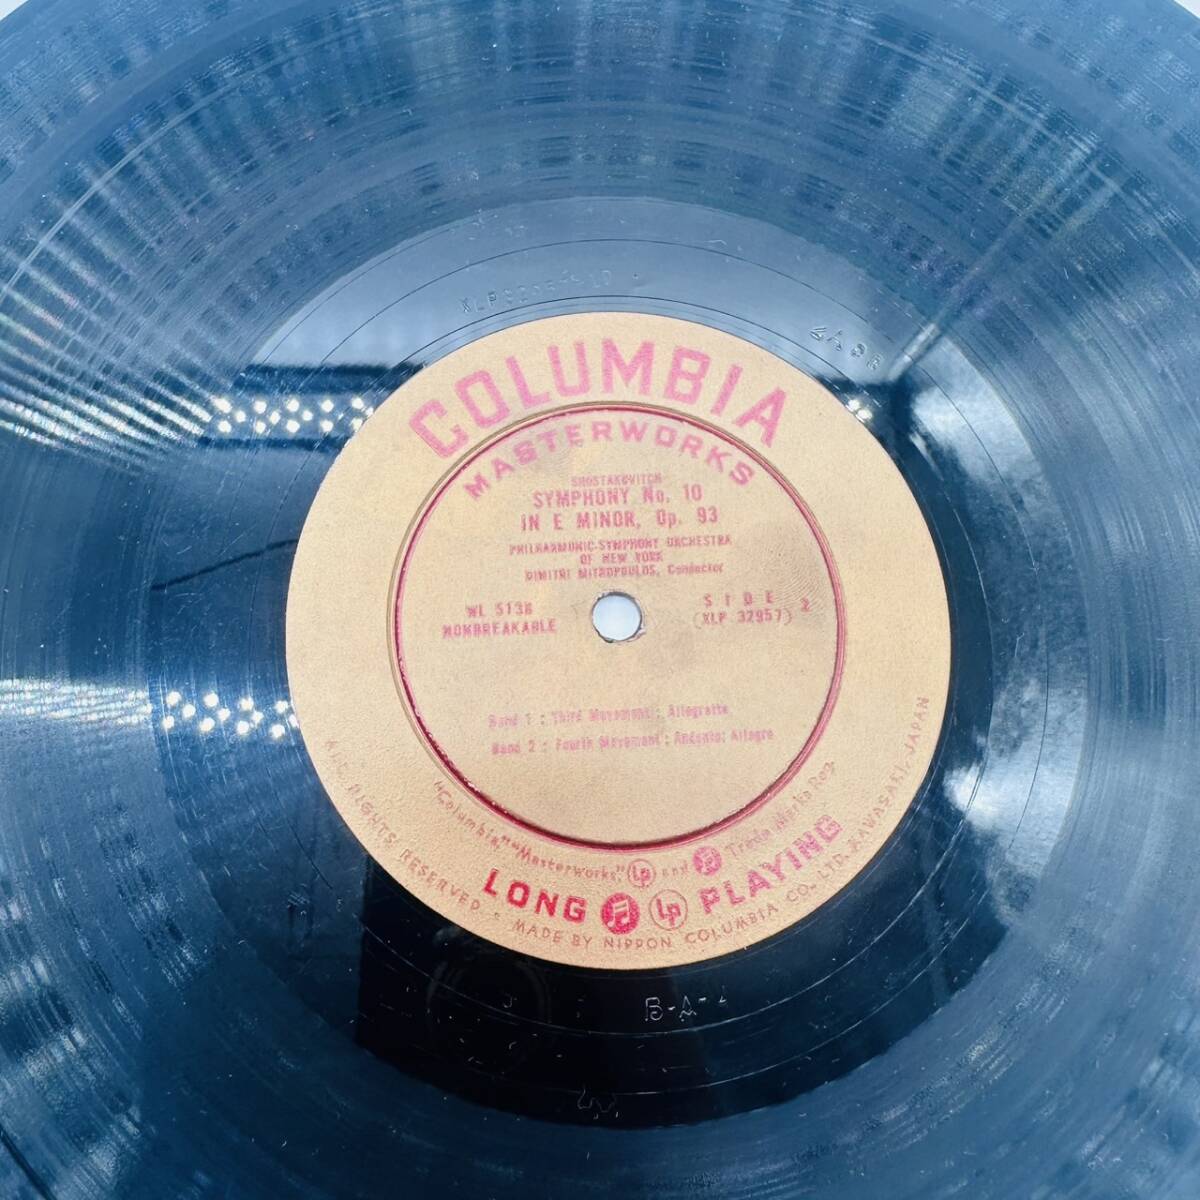 COLUMBIA
MASTERWORKS
SHOSTAKOVITCH
SYMPHONY No. 10
IN E MINOR, Op. 93
PHILHARMONIC-SYMPHONY ORCHESTRA
OF NEW YORK
DIMITRI MITROPOULOS, Conductor
WL 5138
NONBREAKABLE
SIDE 2
(XLP 32957)
Band 1 : Third Movement : Allegretto
Band 2 : Fourth Movement : Andante; Allegro
"Columbia," "Masterworks," LP and Trade Marks Reg.
LONG LP PLAYING
ALL RIGHTS RESERVED • MADE BY NIPPON COLUMBIA CO., LTD. KAWASAKI, JAPAN
B-A-